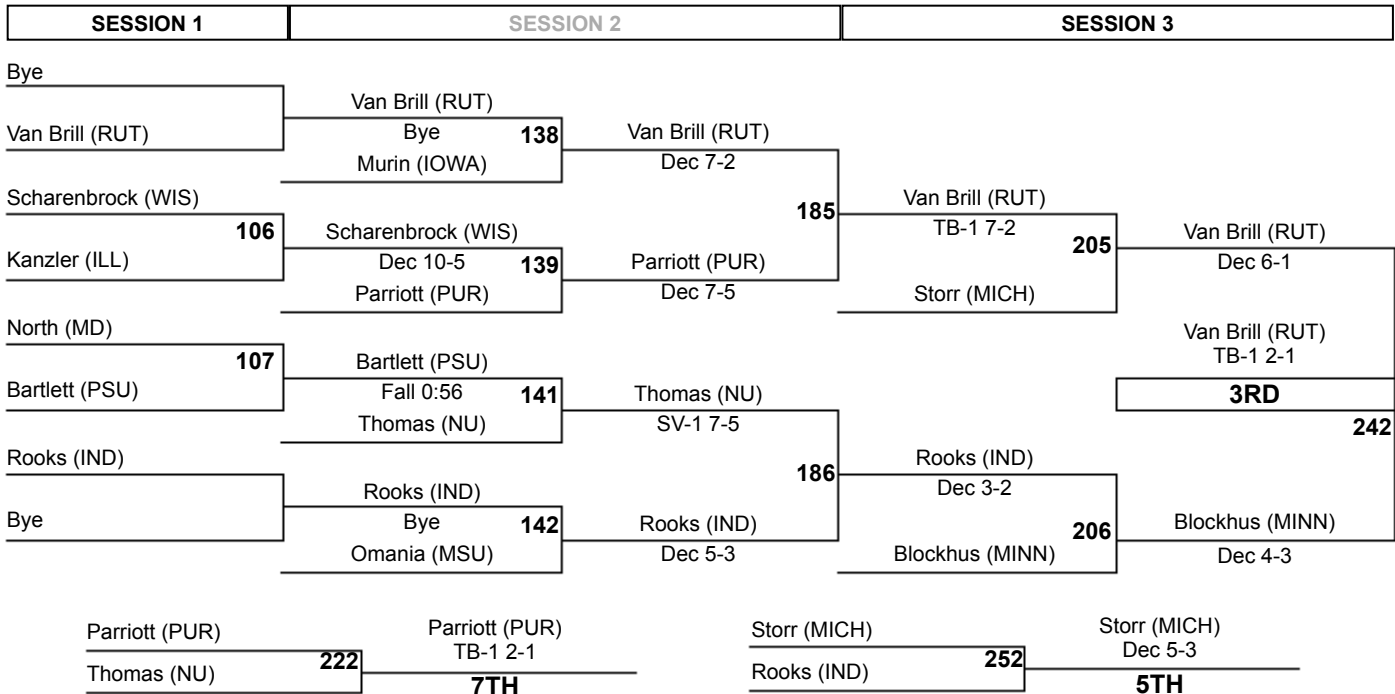 SESSION 1
SESSION 2
SESSION 3
Bye
Van Brill (RUT)
Scharenbrock (WIS)
106
Kanzler (ILL)
North (MD)
107
Bartlett (PSU)
Rooks (IND)
Bye
Van Brill (RUT)
Bye
138
Murin (IOWA)
Scharenbrock (WIS)
Dec 10-5
139
Parriott (PUR)
Bartlett (PSU)
Fall 0:56
141
Thomas (NU)
Rooks (IND)
Bye
142
Omania (MSU)
Van Brill (RUT)
Dec 7-2
185
Parriott (PUR)
Dec 7-5
Thomas (NU)
SV-1 7-5
186
Rooks (IND)
Dec 5-3
Van Brill (RUT)
TB-1 7-2
205
Storr (MICH)
Rooks (IND)
Dec 3-2
206
Blockhus (MINN)
Van Brill (RUT)
Dec 6-1
Van Brill (RUT)
TB-1 2-1
3RD
242
Blockhus (MINN)
Dec 4-3
Parriott (PUR)
222
Thomas (NU)
Parriott (PUR)
TB-1 2-1
7TH
Storr (MICH)
252
Rooks (IND)
Storr (MICH)
Dec 5-3
5TH